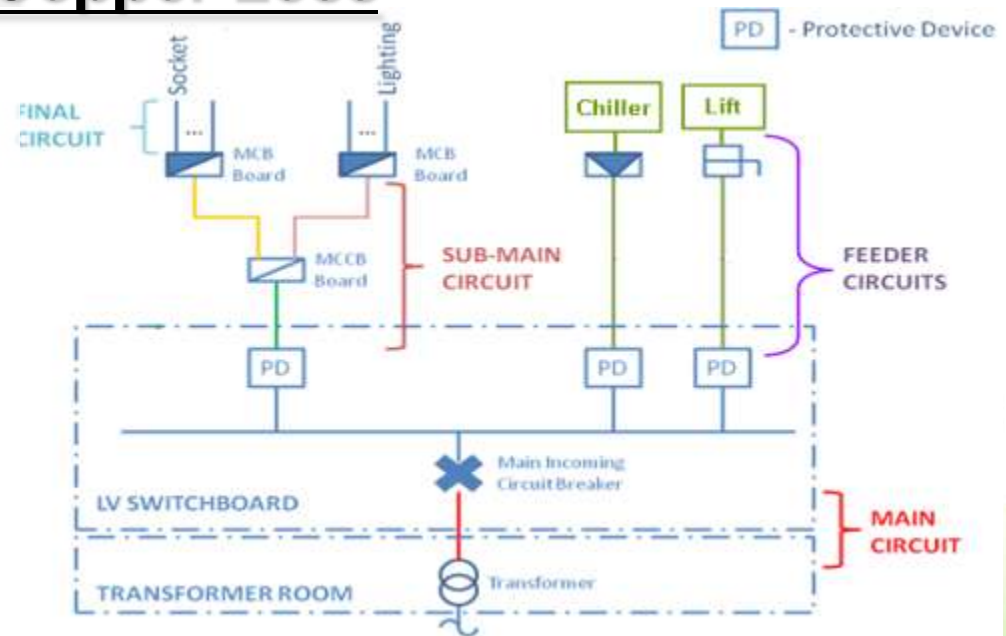 PD - Protective Device
Socket
Lighting
Chiller
Lift
FINAL
CIRCUIT
...
...
MCB
Board
MCB
Board
MCCB
Board
SUB-MAIN
CIRCUIT
FEEDER
CIRCUITS
PD
PD
PD
Main Incoming
Circuit Breaker
LV SWITCHBOARD
MAIN
CIRCUIT
Transformer
TRANSFORMER ROOM